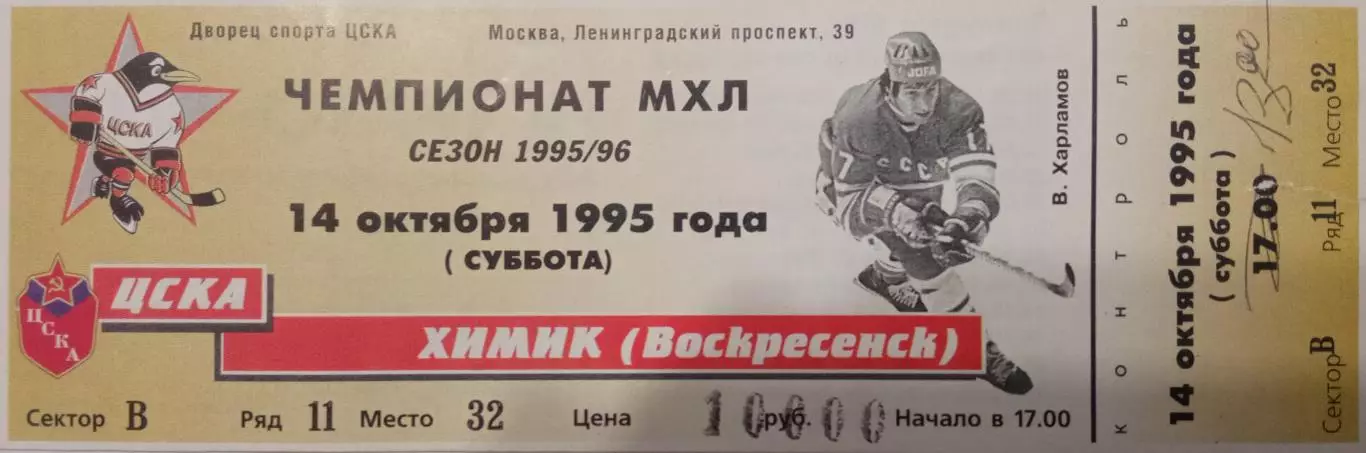 Дворец спорта ЦСКА Москва, Ленинградский проспект, 39
ЧЕМПИОНАТ МХЛ
СЕЗОН 1995/96
14 октября 1995 года
( СУББОТА)
ЦСКА
ХИМИК (Воскресенск)
Сектор В Ряд 11 Место 32 Цена 10000 руб. Начало в 17.00
ЦСКА
ЦСКА
JOFA
17
СССР
В. Харламов
контроль
14 октября 1995 года
( суббота )
17.00
Сектор В Ряд 11 Место 32